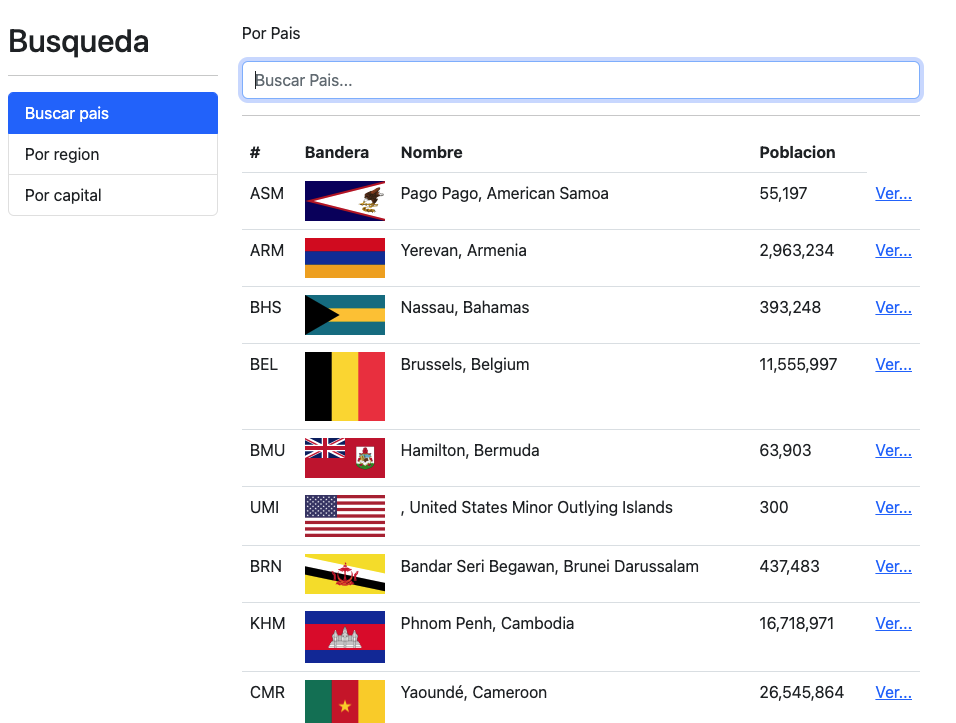 Busqueda
Buscar pais
Por region
Por capital
Por Pais
Buscar Pais...
# Bandera Nombre Poblacion
ASM Pago Pago, American Samoa 55,197 Ver...
ARM Yerevan, Armenia 2,963,234 Ver...
BHS Nassau, Bahamas 393,248 Ver...
BEL Brussels, Belgium 11,555,997 Ver...
BMU Hamilton, Bermuda 63,903 Ver...
UMI , United States Minor Outlying Islands 300 Ver...
BRN Bandar Seri Begawan, Brunei Darussalam 437,483 Ver...
KHM Phnom Penh, Cambodia 16,718,971 Ver...
CMR Yaoundé, Cameroon 26,545,864 Ver...